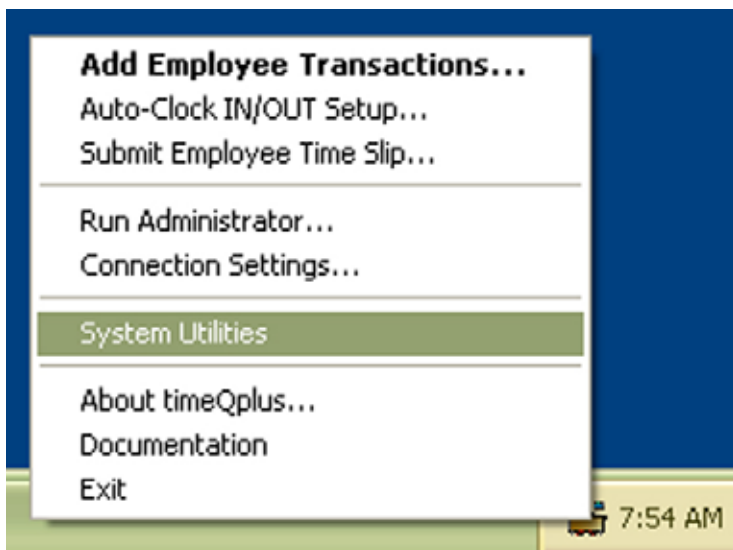 Add Employee Transactions...
Auto-Clock IN/OUT Setup...
Submit Employee Time Slip...
Run Administrator...
Connection Settings...
System Utilities
About timeQplus...
Documentation
Exit
7:54 AM